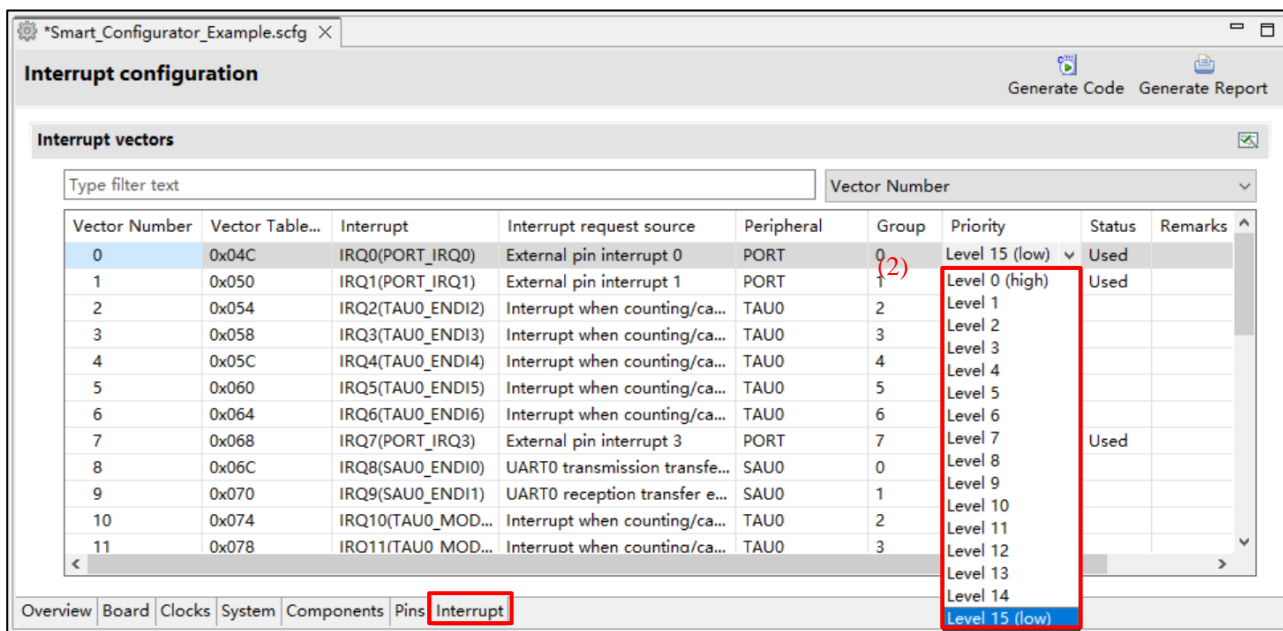 *Smart_Configurator_Example.scfg
Interrupt configuration
Generate Code Generate Report
Interrupt vectors
Type filter text Vector Number
Vector Number Vector Table... Interrupt Interrupt request source Peripheral Group Priority Status Remarks
0 0x04C IRQ0(PORT_IRQ0) External pin interrupt 0 PORT 0 Level 15 (low) Used
(2)
1 0x050 IRQ1(PORT_IRQ1) External pin interrupt 1 PORT 1 Level 0 (high) Used
2 0x054 IRQ2(TAU0_ENDI2) Interrupt when counting/ca... TAU0 2 Level 1
Level 2
3 0x058 IRQ3(TAU0_ENDI3) Interrupt when counting/ca... TAU0 3 Level 3
4 0x05C IRQ4(TAU0_ENDI4) Interrupt when counting/ca... TAU0 4 Level 4
5 0x060 IRQ5(TAU0_ENDI5) Interrupt when counting/ca... TAU0 5 Level 5
6 0x064 IRQ6(TAU0_ENDI6) Interrupt when counting/ca... TAU0 6 Level 6
7 0x068 IRQ7(PORT_IRQ3) External pin interrupt 3 PORT 7 Level 7 Used
8 0x06C IRQ8(SAU0_ENDI0) UART0 transmission transfe... SAU0 0 Level 8
9 0x070 IRQ9(SAU0_ENDI1) UART0 reception transfer e... SAU0 1 Level 9
10 0x074 IRQ10(TAU0_MOD... Interrupt when counting/ca... TAU0 2 Level 10
Level 11
11 0x078 IRQ11(TAU0_MOD... Interrupt when counting/ca... TAU0 3 Level 12
Level 13
Level 14
Overview Board Clocks System Components Pins Interrupt Level 15 (low)